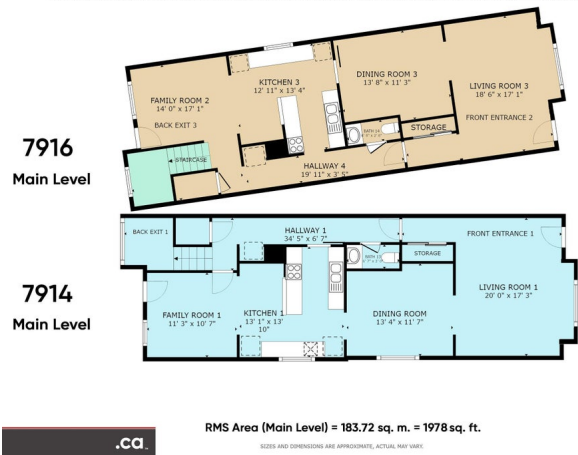 7916
Main Level
FAMILY ROOM 2
14' 0" x 17' 1"
BACK EXIT 3
STAIRCASE
KITCHEN 3
12' 11" x 13' 4"
DINING ROOM 3
13' 8" x 11' 3"
LIVING ROOM 3
18' 6" x 17' 1"
FRONT ENTRANCE 2
STORAGE
HALLWAY 4
19' 11" x 3' 5"
7914
Main Level
BACK EXIT 1
HALLWAY 1
34' 5" x 6' 7"
FRONT ENTRANCE 1
STORAGE
FAMILY ROOM 1
11' 3" x 10' 7"
KITCHEN 1
13' 1" x 13'
10"
DINING ROOM
13' 4" x 11' 7"
LIVING ROOM 1
20' 0" x 17' 3"
.ca
RMS Area (Main Level) = 183.72 sq. m. = 1978 sq. ft.
SIZES AND DIMENSIONS ARE APPROXIMATE, ACTUAL MAY VARY.